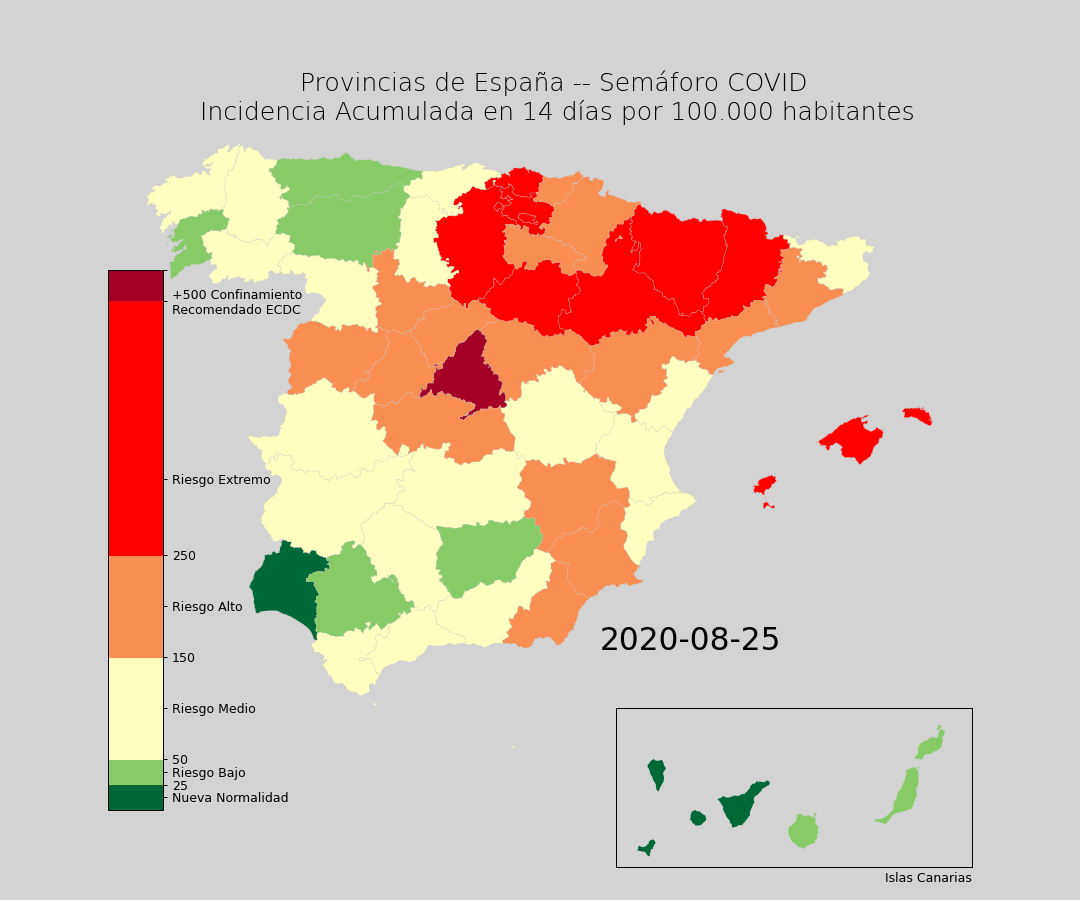 Provincias de España -- Semáforo COVID
Incidencia Acumulada en 14 días por 100.000 habitantes
+500 Confinamiento
Recomendado ECDC
Riesgo Extremo
250
Riesgo Alto
150
Riesgo Medio
50
Riesgo Bajo
25
Nueva Normalidad
2020-08-25
Islas Canarias